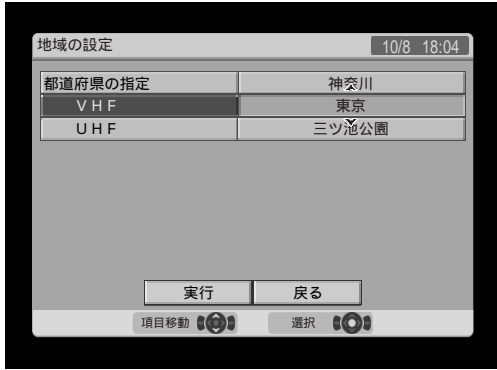 地域の設定 10/8 18:04
都道府県の指定 神奈川
VHF 東京
UHF 三ツ池公園
実行 戻る
項目移動 選択